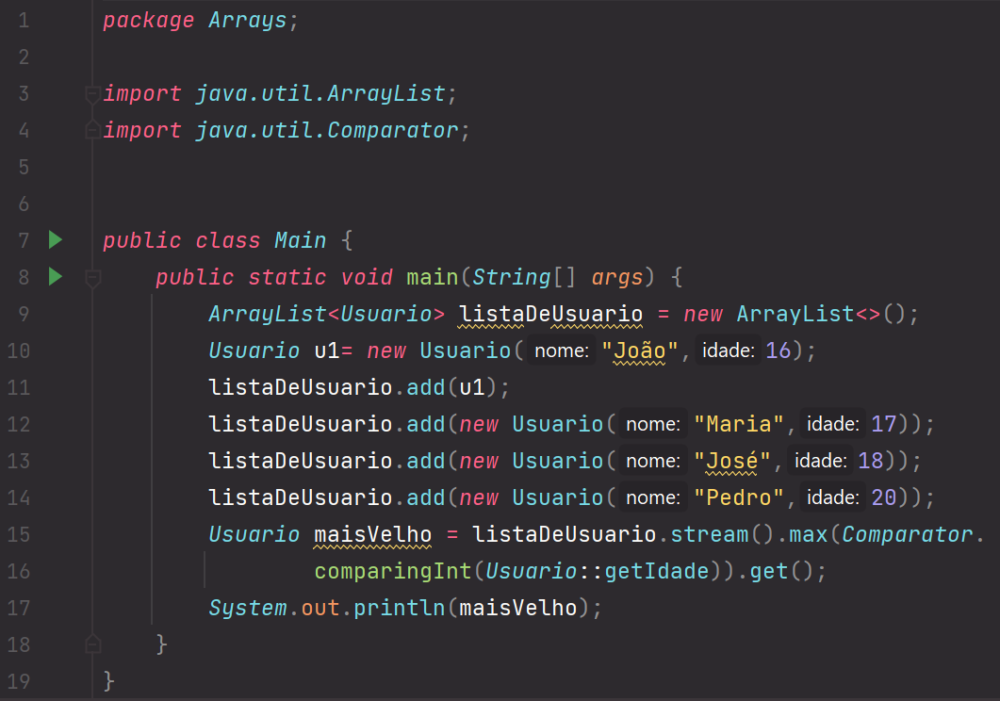 1 package Arrays;
2
3 import java.util.ArrayList;
4 import java.util.Comparator;
5
6
7 public class Main {
8 public static void main(String[] args) {
9 ArrayList<Usuario> listaDeUsuario = new ArrayList<>();
10 Usuario u1= new Usuario( nome: "João", idade: 16);
11 listaDeUsuario.add(u1);
12 listaDeUsuario.add(new Usuario( nome: "Maria", idade: 17));
13 listaDeUsuario.add(new Usuario( nome: "José", idade: 18));
14 listaDeUsuario.add(new Usuario( nome: "Pedro", idade: 20));
15 Usuario maisVelho = listaDeUsuario.stream().max(Comparator.
16 comparingInt(Usuario::getIdade)).get();
17 System.out.println(maisVelho);
18 }
19 }